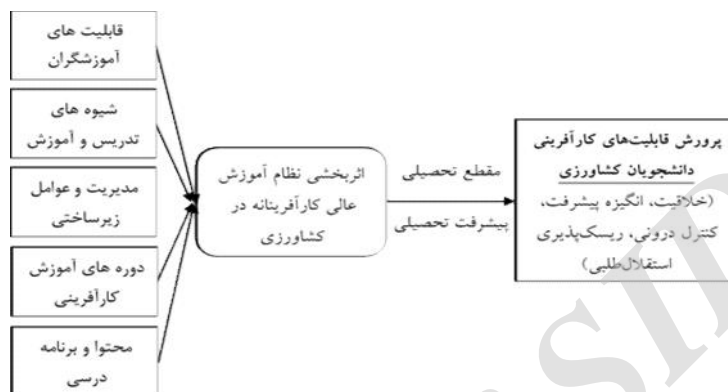 قابلیت های
آموزشگران
شیوه های
تدریس و آموزش
مدیریت و عوامل
زیرساختی
دوره های آموزش
کارآفرینی
محتوا و برنامه
درسی
اثربخشی نظام آموزش
عالی کارآفرینانه در
کشاورزی
مقطع تحصیلی
پیشرفت تحصیلی
پرورش قابلیت‌های کارآفرینی
دانشجویان کشاورزی
(خلاقیت، انگیزه پیشرفت،
کنترل درونی، ریسک‌پذیری
استقلال‌طلبی)